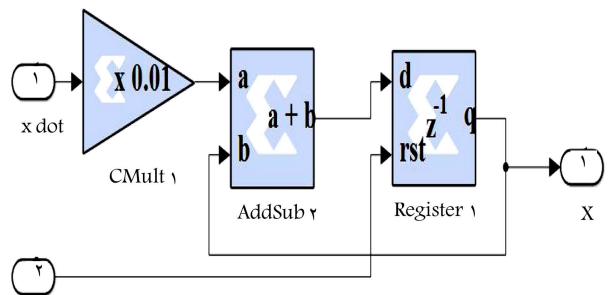 ١
x dot
x 0.01
CMult ١
a
b
a + b
AddSub ٢
d
rst
z-1
q
Register ١
١
X
٢